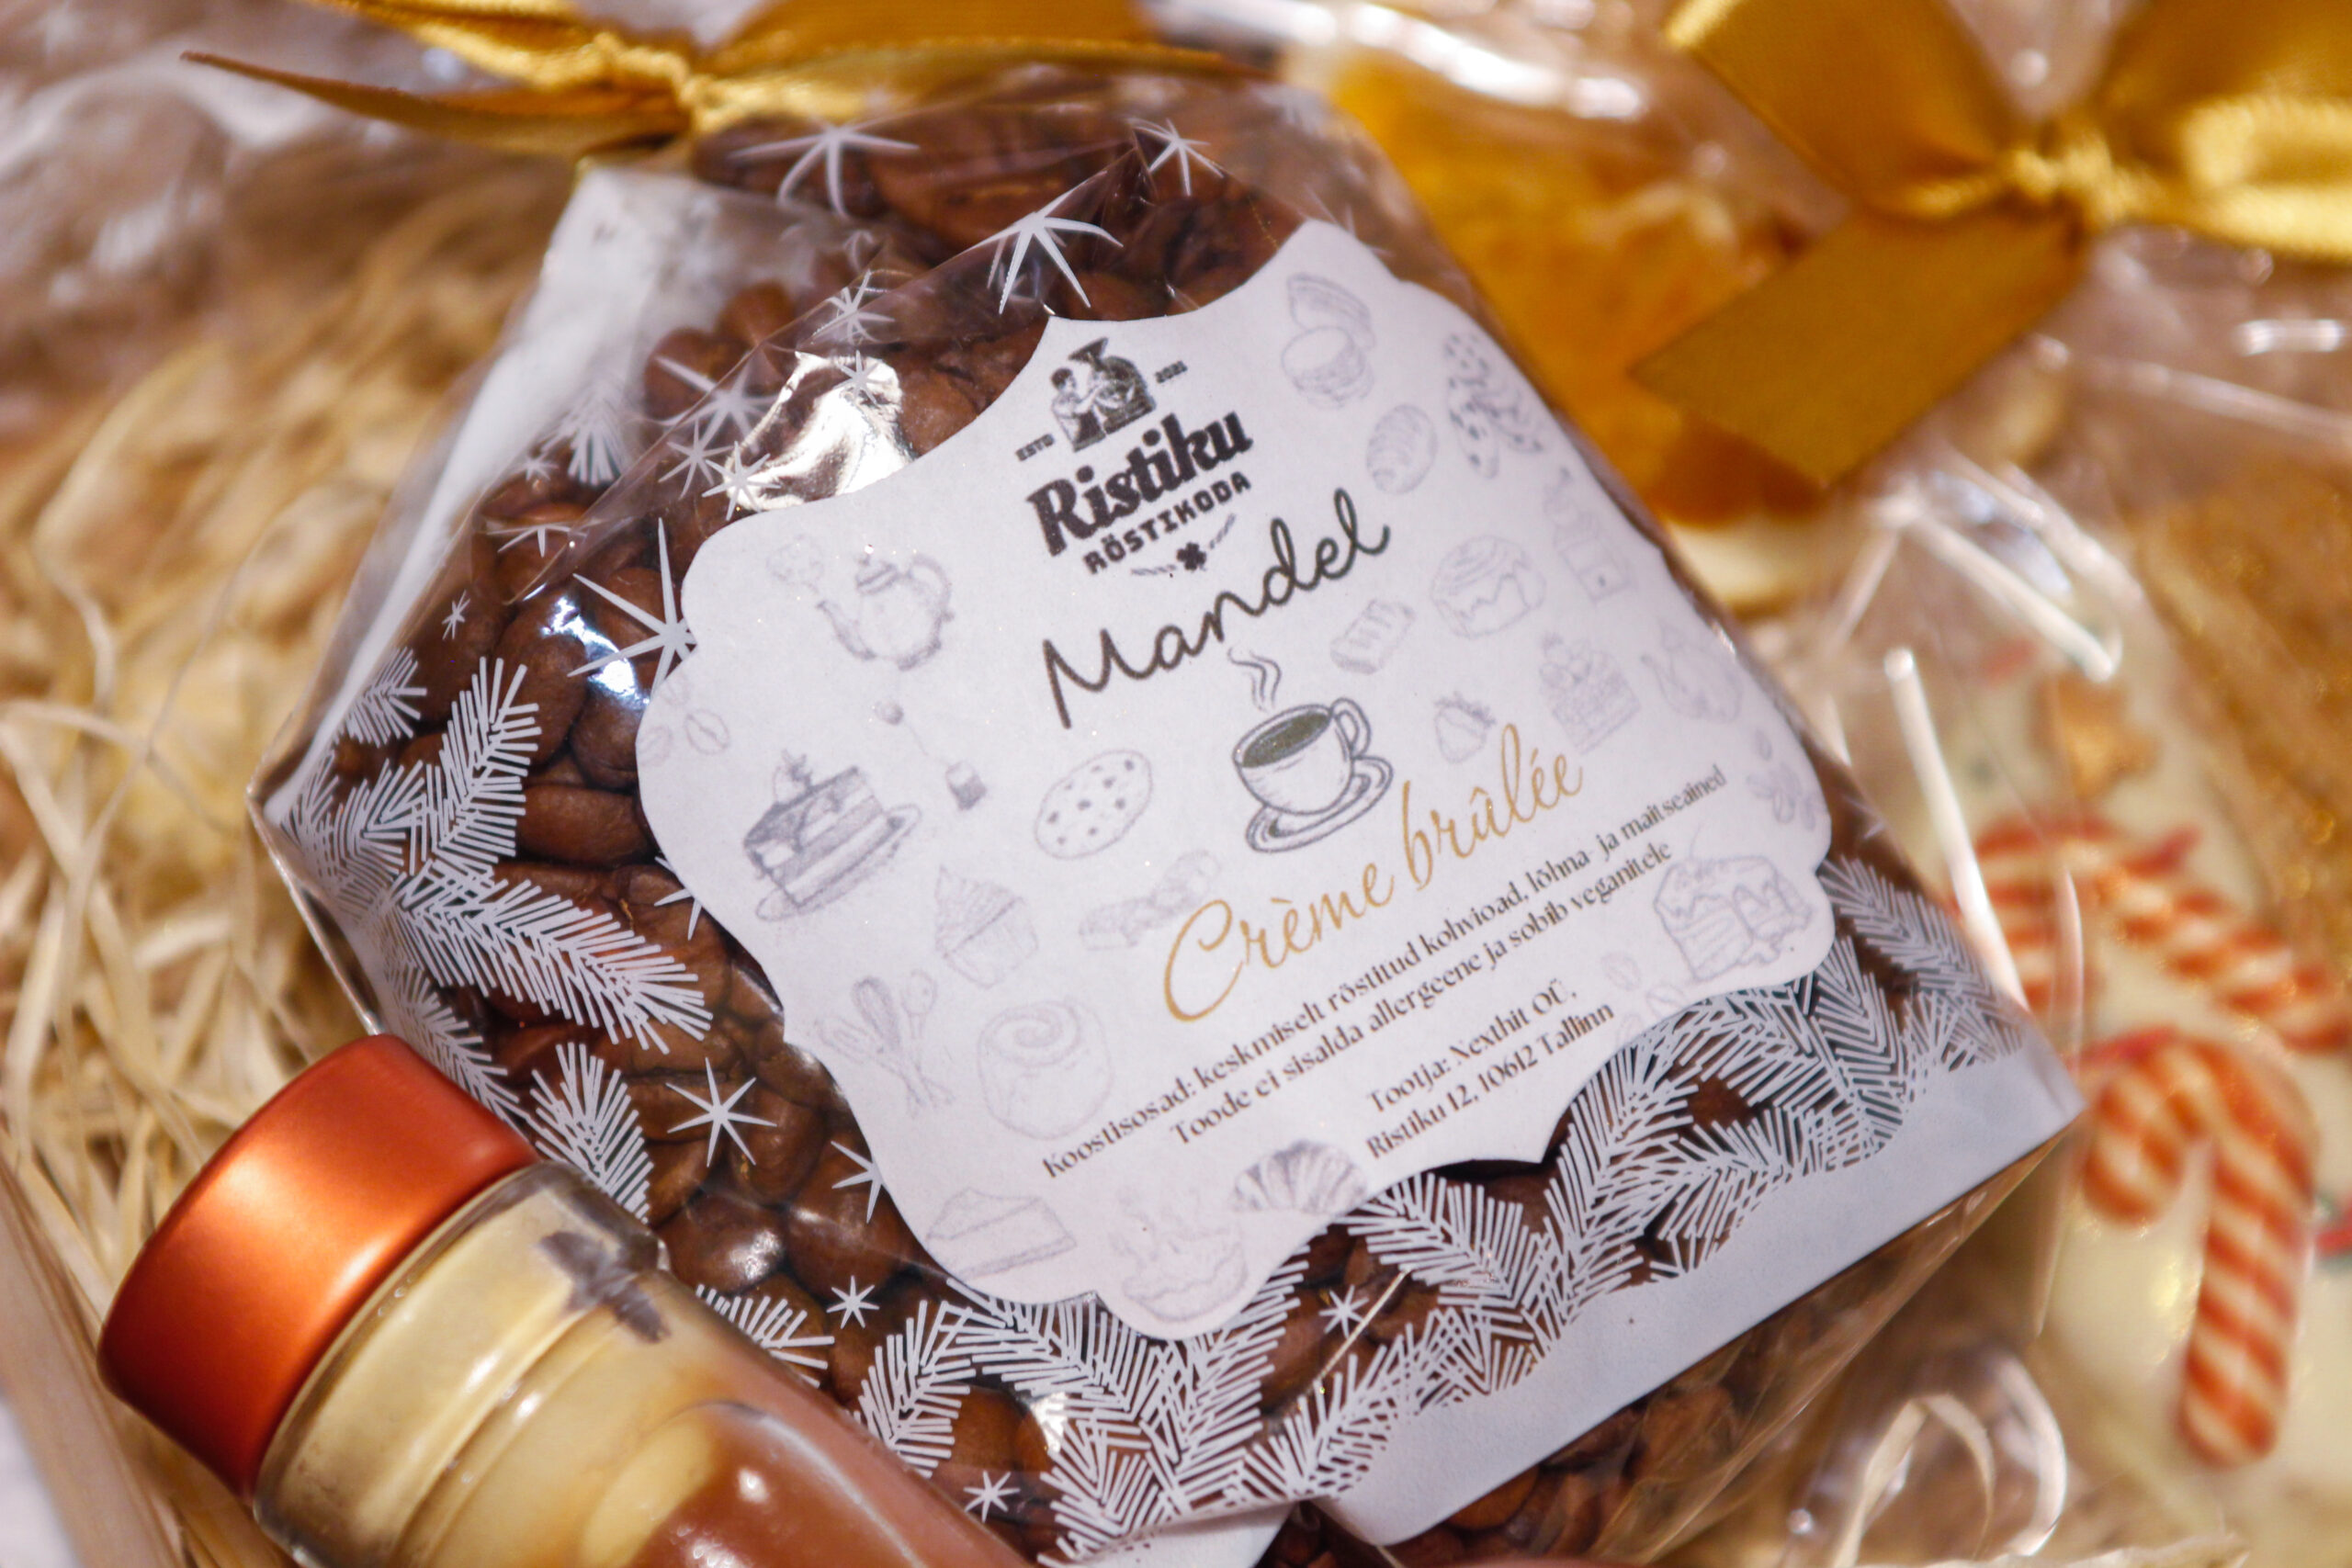 ESTD 2021
Ristiku
RÖSTIKODA
Mandel
Crème brûlée
Koostisosad: keskmiselt röstitud kohvioad, lõhna- ja maitseained
Toode ei sisalda allergeene ja sobib veganitele
Tootja: Nexthit OÜ,
Ristiku 12, 10612 Tallinn